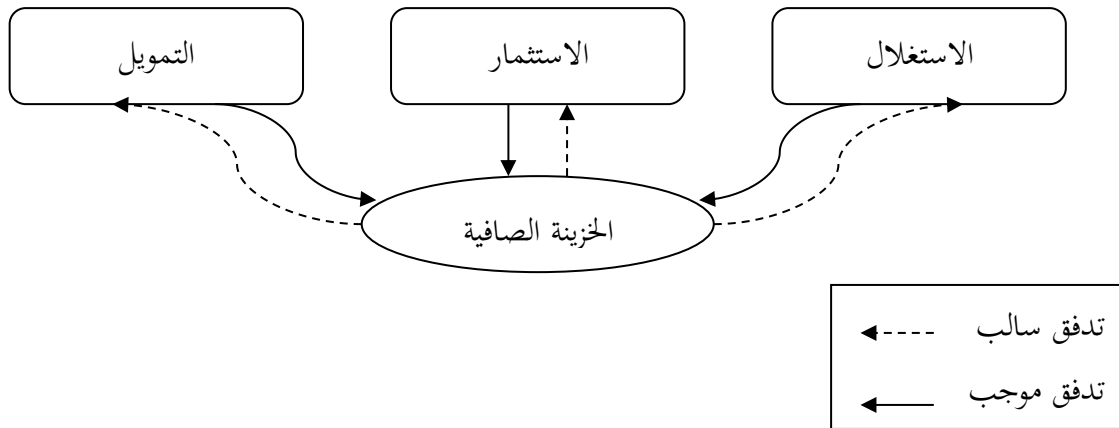 الاستغلال
الاستثمار
التمويل
الخزينة الصافية
تدفق سالب
تدفق موجب